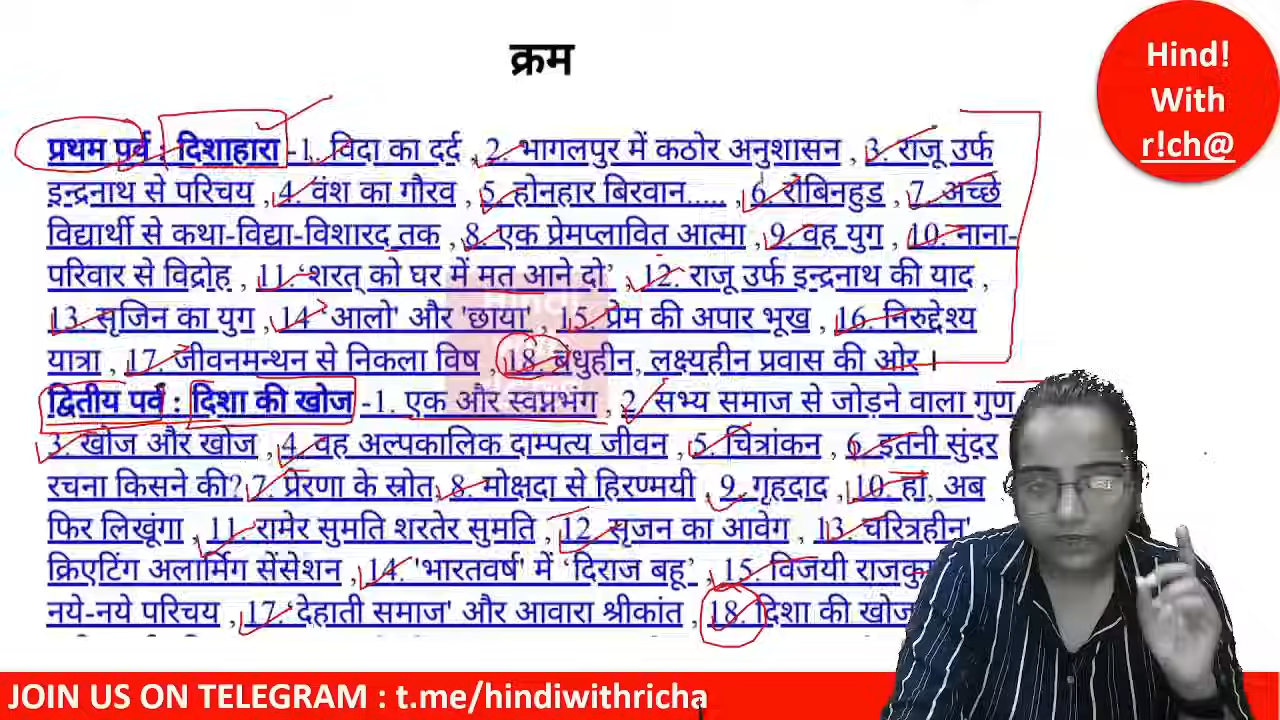 क्रम
Hind!
With
r!ch@
प्रथम पुर्व : दिशाहारा -1. विदा का दर्द , 2. भागलपुर में कठोर अनुशासन , 3. राजू उर्फ
इन्द्रनाथ से परिचय , 4. वंश का गौरव , 5. होनहार बिरवान..... , 6. रोबिनहुड , 7. अच्छे
विद्यार्थी से कथा-विद्या-विशारद तक , 8. एक प्रेमप्लावित आत्मा , 9. वह युग , 10. नाना-
परिवार से विद्रोह , 11. ‘शरत् को घर में मत आने दो’ , 12. राजू उर्फ इन्द्रनाथ की याद ,
13. सृजिन का युग , 14 'आलो' और 'छाया' , 15. प्रेम की अपार भूख , 16. निरुद्देश्य
यात्रा , 17. जीवनमन्थन से निकला विष , 18. बंधुहीन, लक्ष्यहीन प्रवास की ओर ।
द्वितीय पर्व : दिशा की खोज -1. एक और स्वप्नभंग , 2. सभ्य समाज से जोड़ने वाला गुण
3. खोज और खोज , 4. वह अल्पकालिक दाम्पत्य जीवन , 5. चित्रांकन , 6. इतनी सुंदर
रचना किसने की? 7. प्रेरणा के स्रोत, 8. मोक्षदा से हिरण्मयी , 9. गृहदाद , 10. हां, अब
फिर लिखूंगा , 11. रामेर सुमति शरतेर सुमति , 12. सृजन का आवेग , 13. चरित्रहीन'
क्रिएटिंग अलार्मिग सेंसेशन , 14. 'भारतवर्ष' में ‘दिराज बहू’ , 15. विजयी
नये-नये परिचय , 17. ‘देहाती समाज' और आवारा श्रीकांत , 18. दिशा की खोज
JOIN US ON TELEGRAM : t.me/hindiwithricha